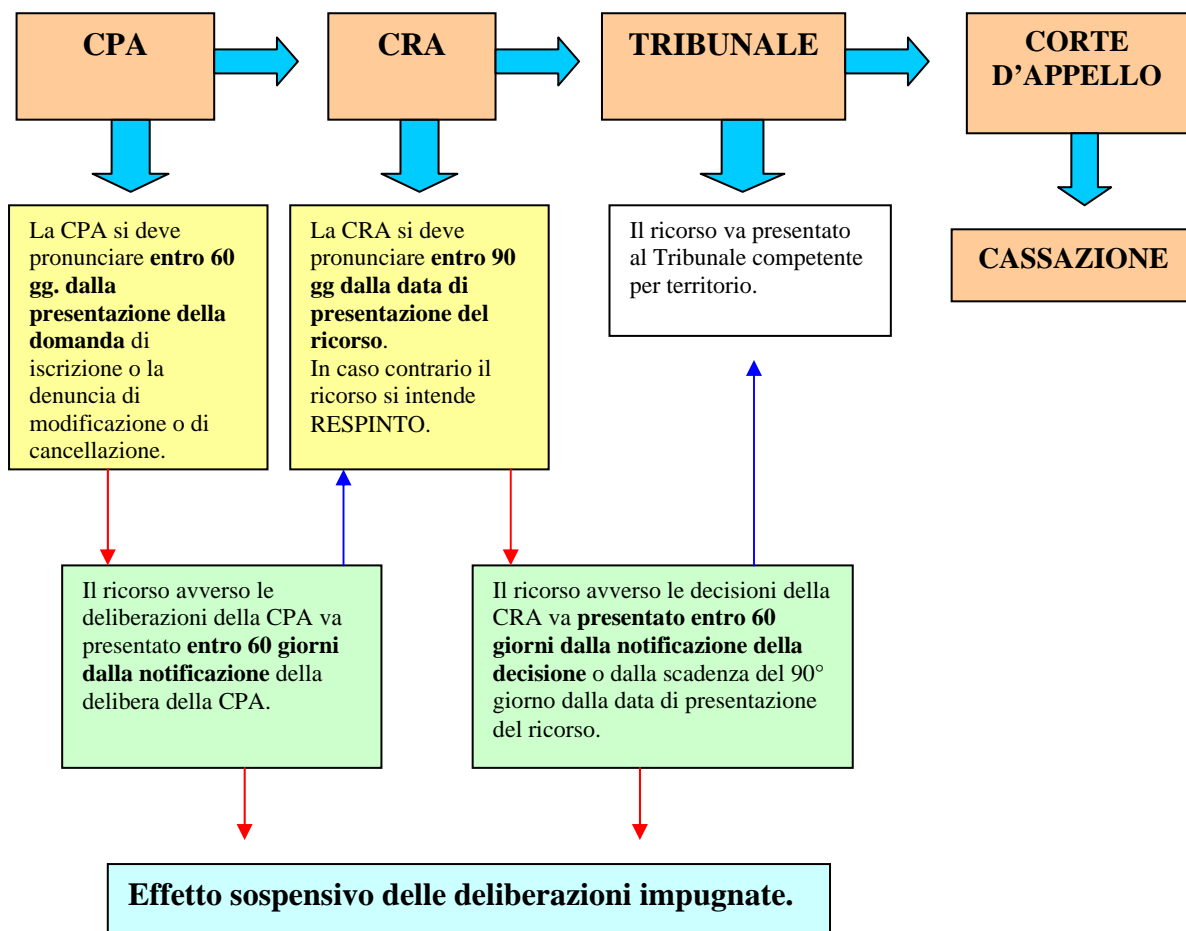 CPA
CRA
TRIBUNALE
CORTE
D’APPELLO
La CPA si deve
pronunciare entro 60
gg. dalla
presentazione della
domanda di
iscrizione o la
denuncia di
modificazione o di
cancellazione.
La CRA si deve
pronunciare entro 90
gg dalla data di
presentazione del
ricorso.
In caso contrario il
ricorso si intende
RESPINTO.
Il ricorso va presentato
al Tribunale competente
per territorio.
CASSAZIONE
Il ricorso avverso le
deliberazioni della CPA va
presentato entro 60 giorni
dalla notificazione della
delibera della CPA.
Il ricorso avverso le decisioni della
CRA va presentato entro 60
giorni dalla notificazione della
decisione o dalla scadenza del 90°
giorno dalla data di presentazione
del ricorso.
Effetto sospensivo delle deliberazioni impugnate.